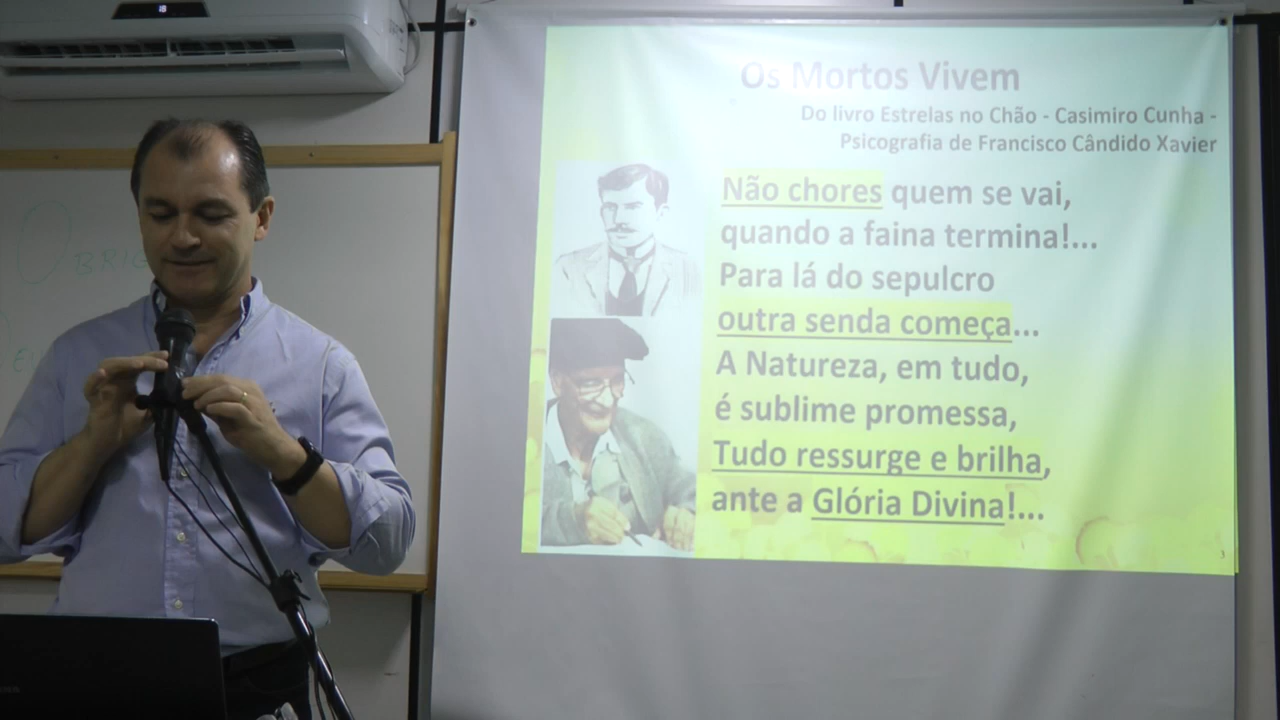 18
Os Mortos Vivem
Do livro Estrelas no Chão - Casimiro Cunha -
Psicografia de Francisco Cândido Xavier
Não chores quem se vai,
quando a faina termina!...
Para lá do sepulcro
outra senda começa...
A Natureza, em tudo,
é sublime promessa,
Tudo ressurge e brilha,
ante a Glória Divina!...
3